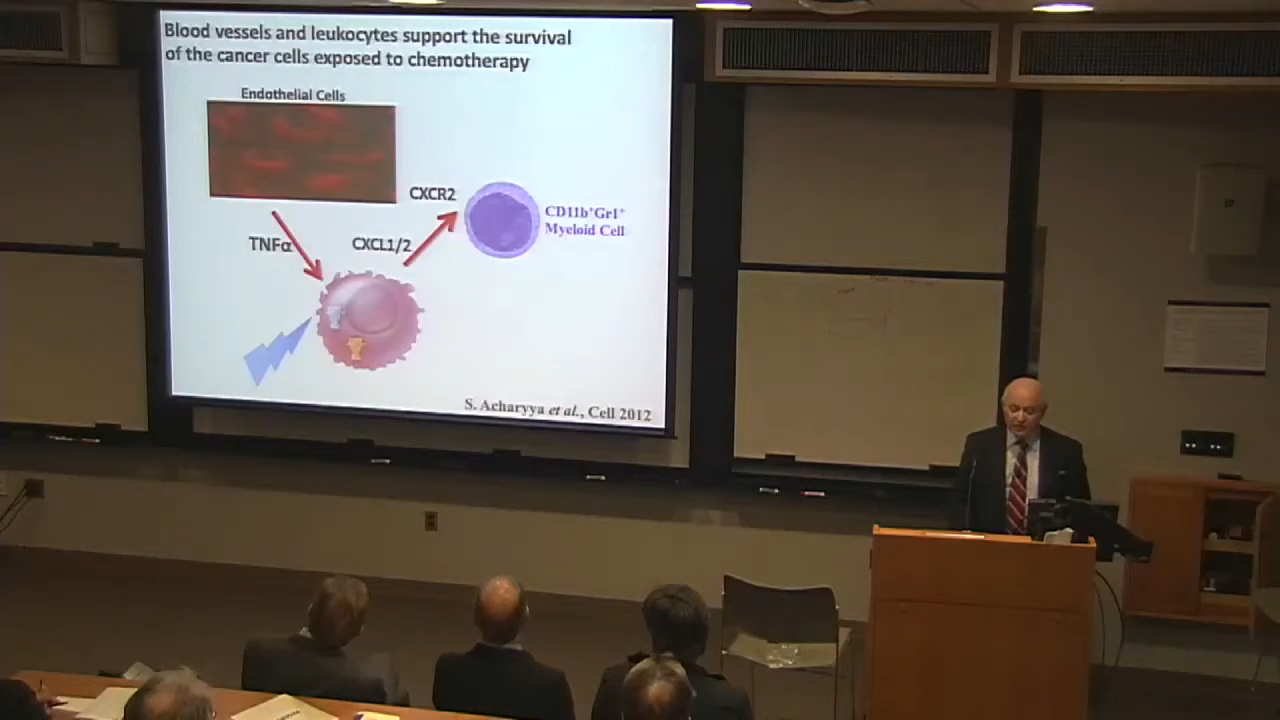 Blood vessels and leukocytes support the survival
of the cancer cells exposed to chemotherapy
Endothelial Cells
CXCR2
CD11b⁺Gr1⁺
Myeloid Cell
TNFα
CXCL1/2
S. Acharyya et al., Cell 2012